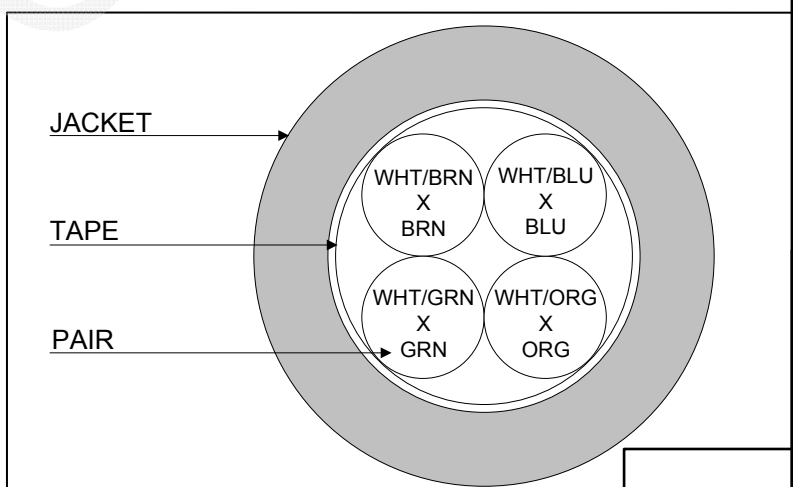 JACKET
TAPE
PAIR
WHT/BRN
X
BRN
WHT/BLU
X
BLU
WHT/GRN
X
GRN
WHT/ORG
X
ORG